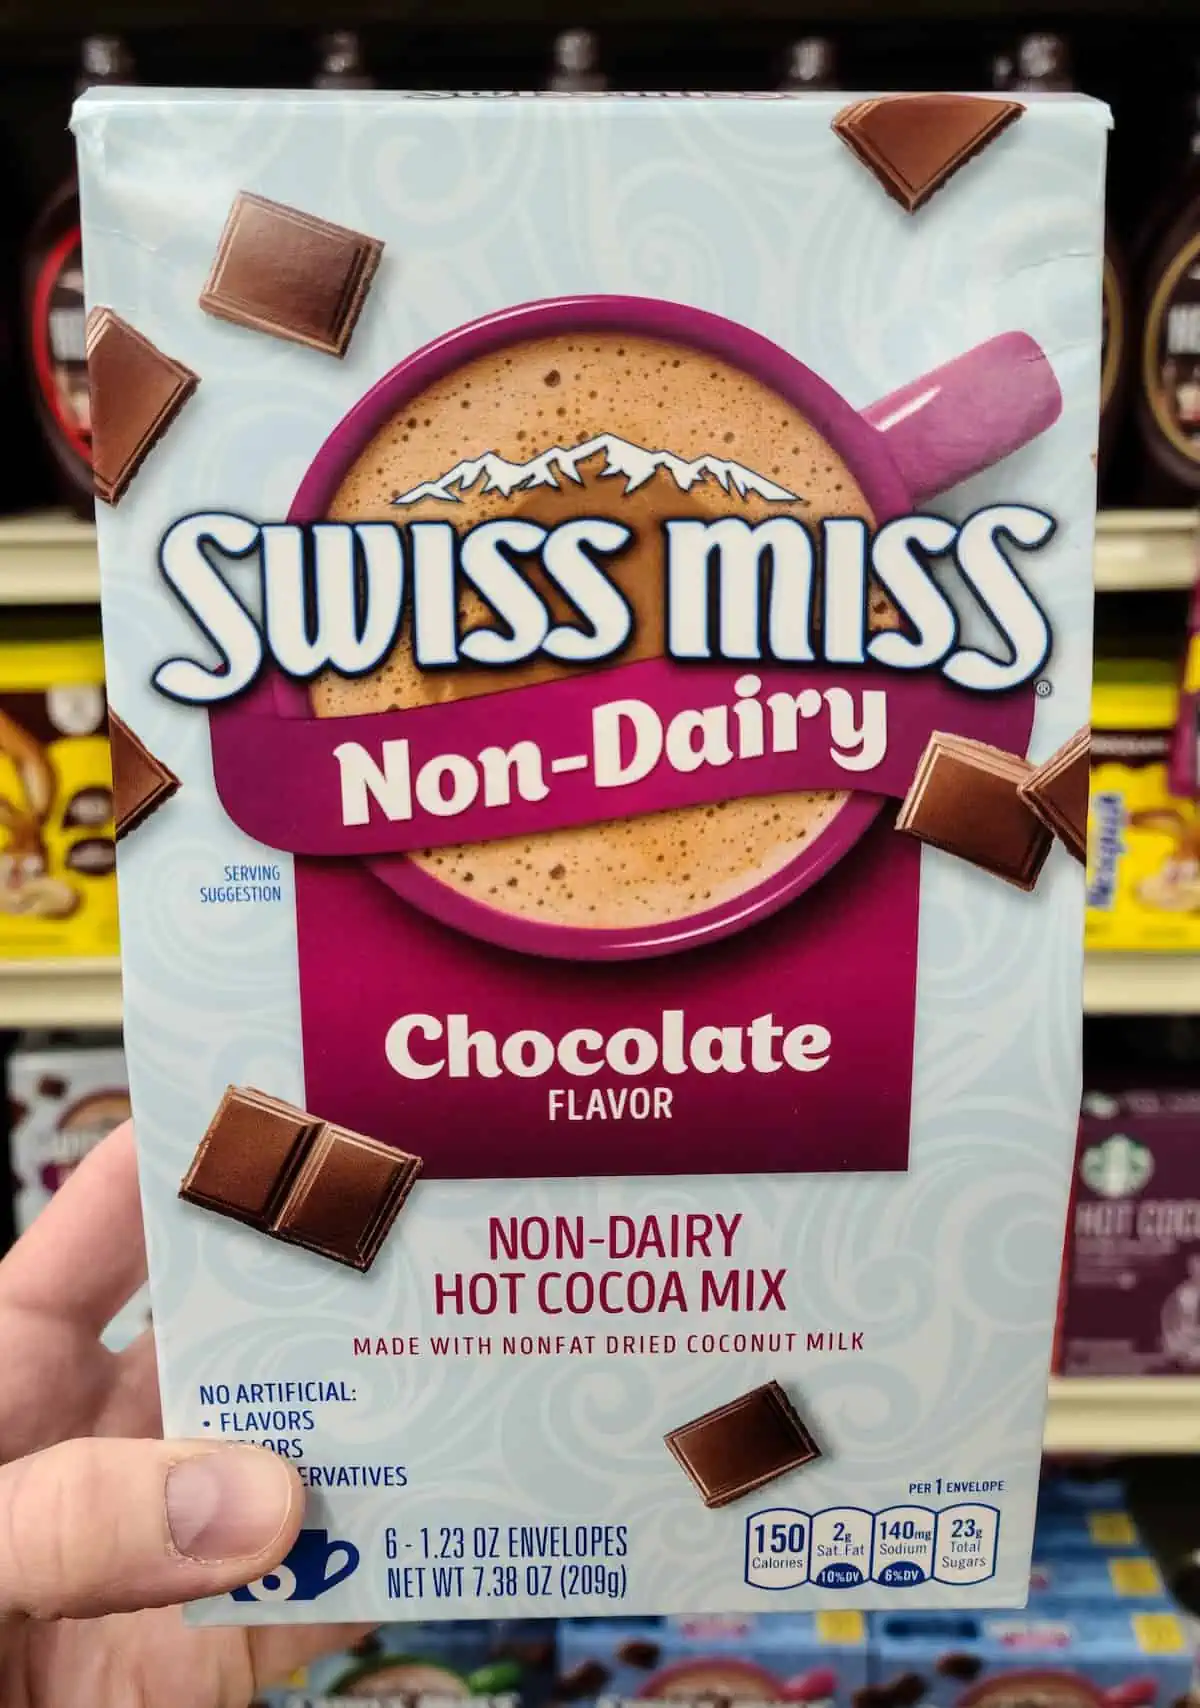 SWISS MISS®
Non-Dairy
SERVING
SUGGESTION
Chocolate
FLAVOR
NON-DAIRY
HOT COCOA MIX
MADE WITH NONFAT DRIED COCONUT MILK
NO ARTIFICIAL:
• FLAVORS
6 - 1.23 OZ ENVELOPES
NET WT 7.38 OZ (209g)
PER 1 ENVELOPE
150 Calories
2g Sat. Fat 10% DV
140mg Sodium 6% DV
23g Total Sugars
Nesquik
HOT